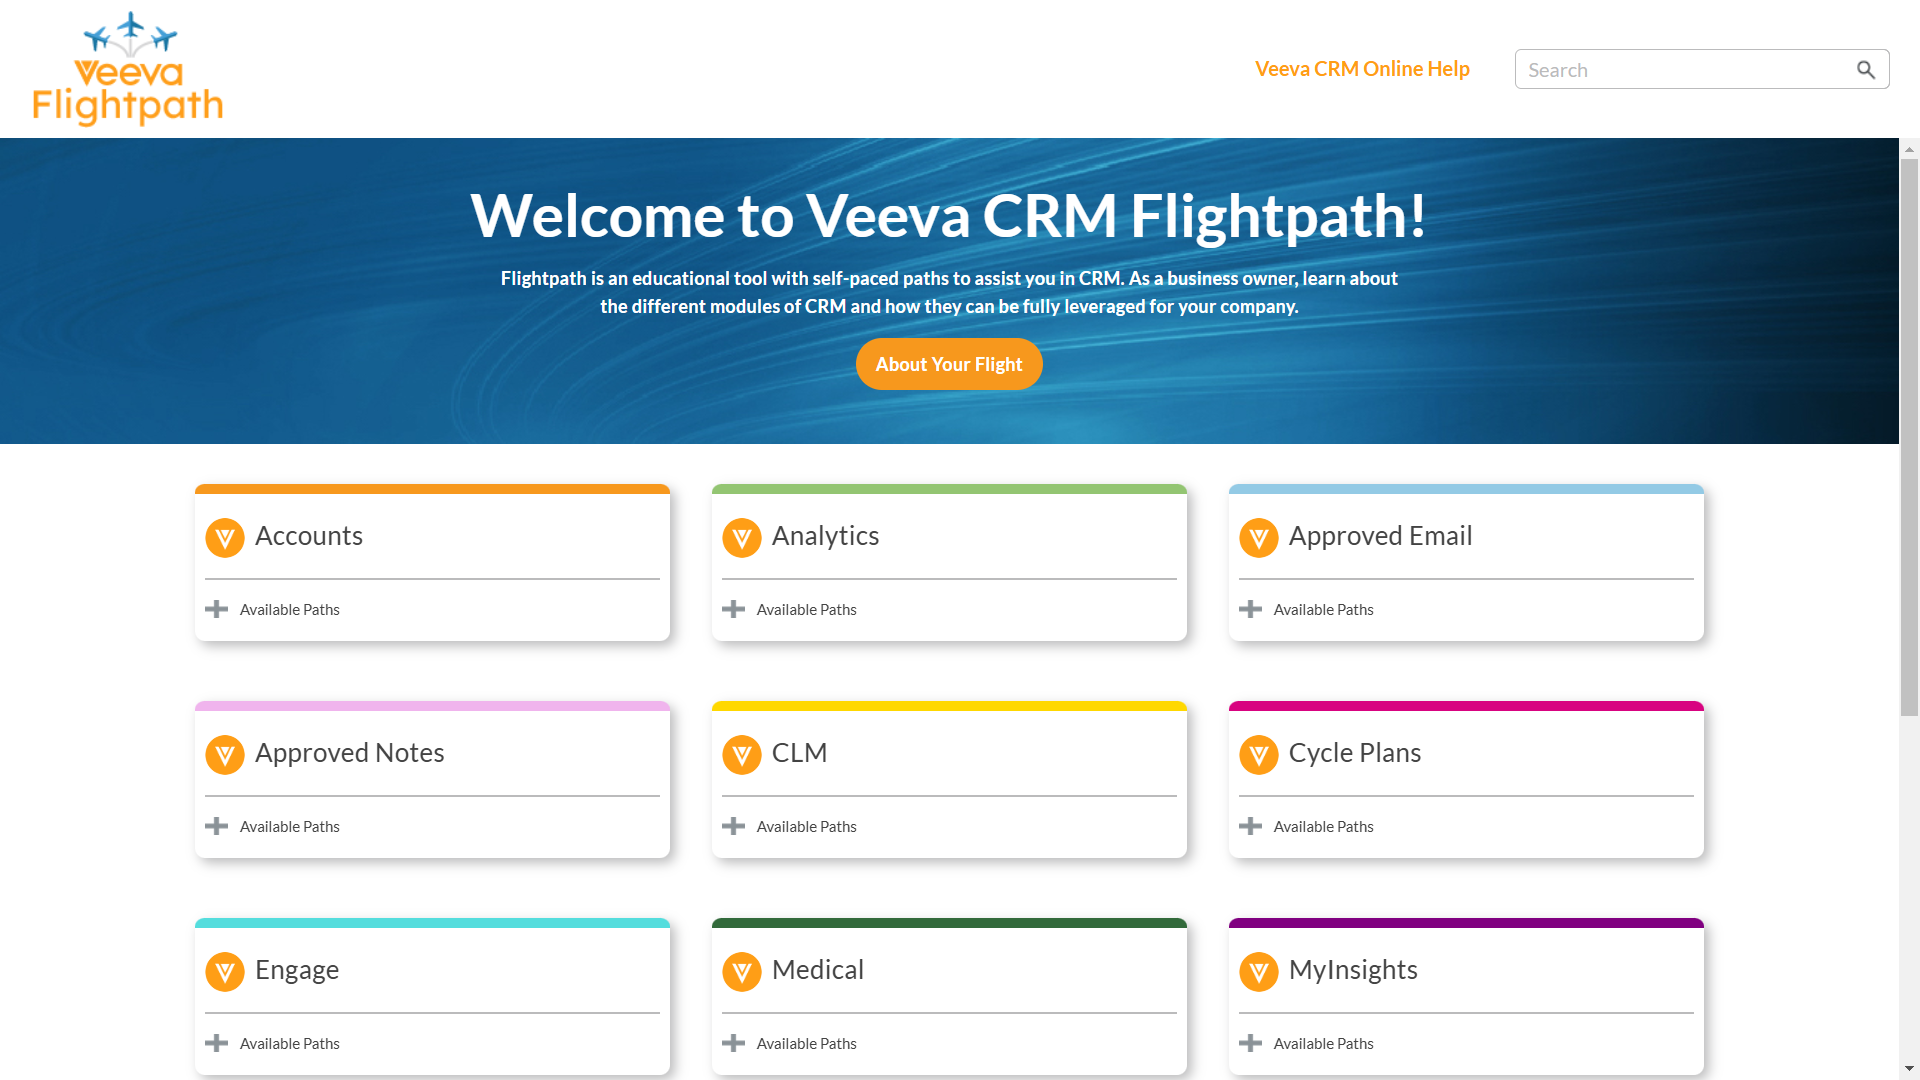 Veeva
Flightpath
Veeva CRM Online Help
Search
Welcome to Veeva CRM Flightpath!
Flightpath is an educational tool with self-paced paths to assist you in CRM. As a business owner, learn about
the different modules of CRM and how they can be fully leveraged for your company.
About Your Flight
Accounts
Available Paths
Analytics
Available Paths
Approved Email
Available Paths
Approved Notes
Available Paths
CLM
Available Paths
Cycle Plans
Available Paths
Engage
Available Paths
Medical
Available Paths
MyInsights
Available Paths